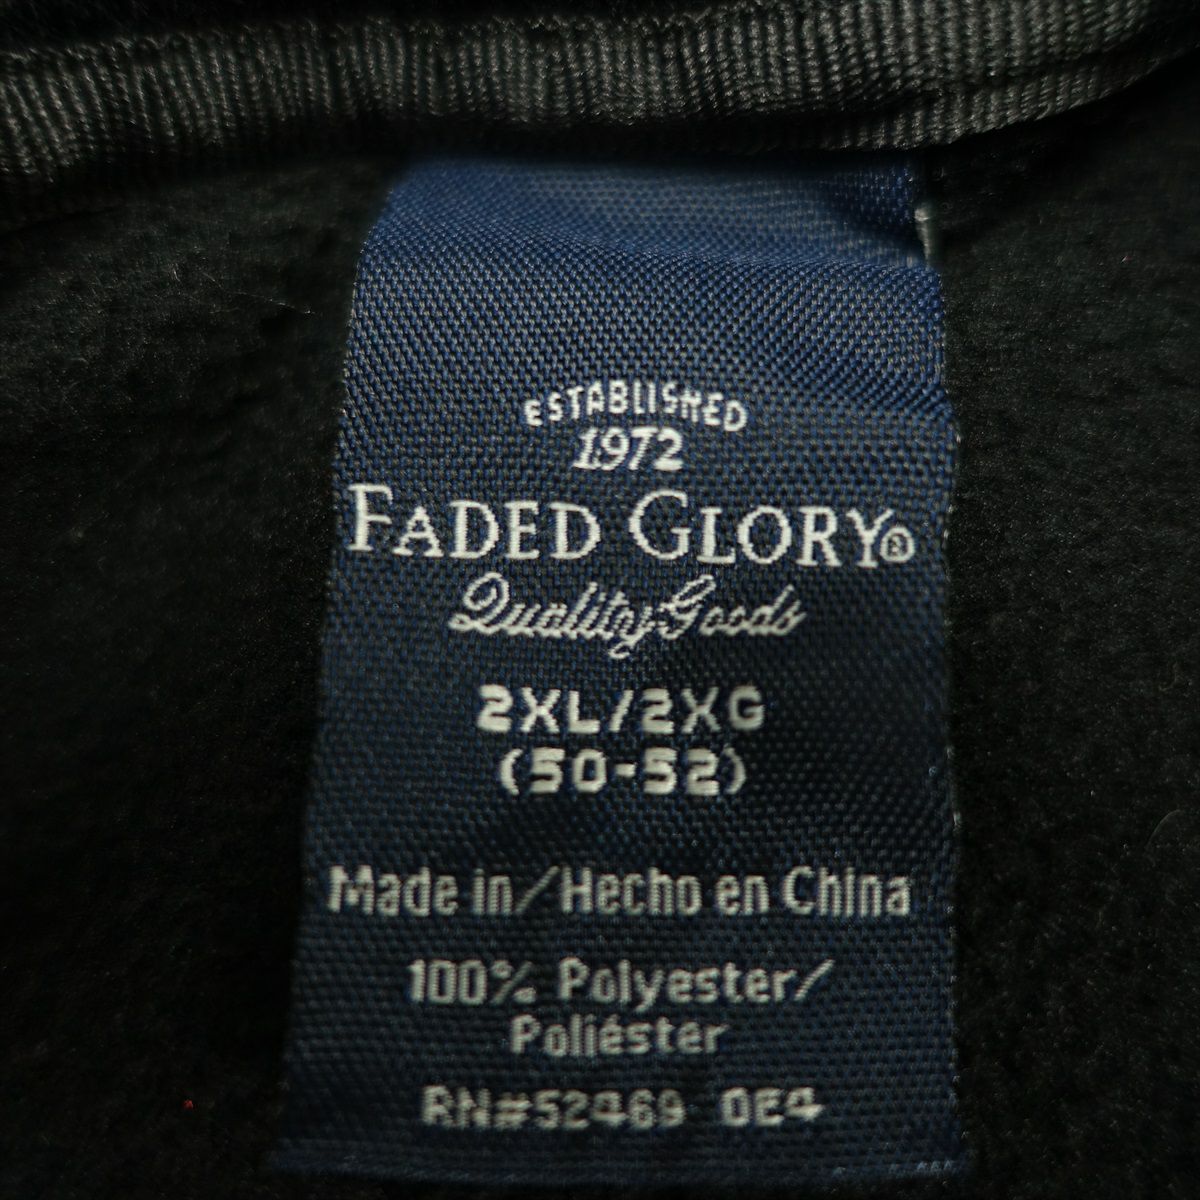 ESTABLISHED
1972
FADED GLORY®
Quality Goods
2XL/2XG
(50-52)
Made in/Hecho en China
100% Polyester/
Poliéster
RN#52469 0E4